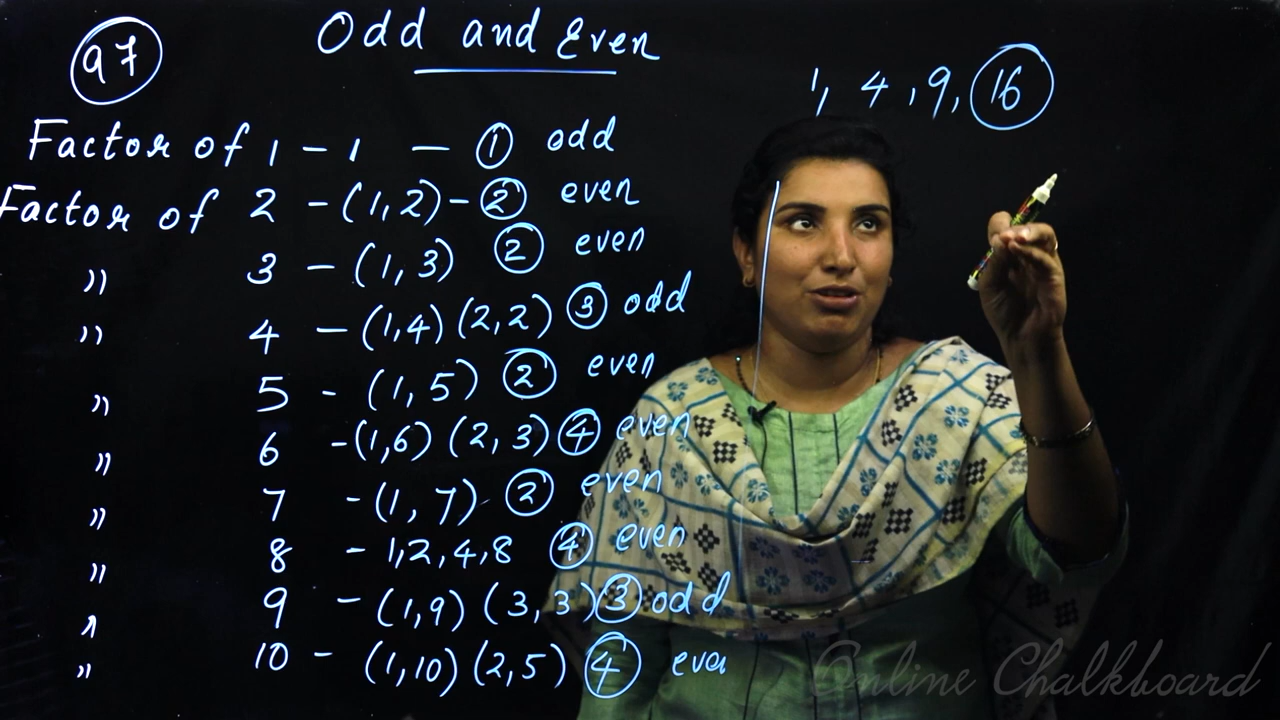 97
Odd and Even
1, 4, 9, 16
Factor of 1 - 1 - 1 odd
Factor of 2 - (1,2) - 2 even
" 3 - (1,3) 2 even
" 4 - (1,4) (2,2) 3 odd
" 5 - (1,5) 2 even
" 6 - (1,6) (2,3) 4 even
" 7 - (1,7) 2 even
" 8 - 1,2,4,8 4 even
" 9 - (1,9) (3,3) 3 odd
" 10 - (1,10) (2,5) 4 even
Online Chalkboard